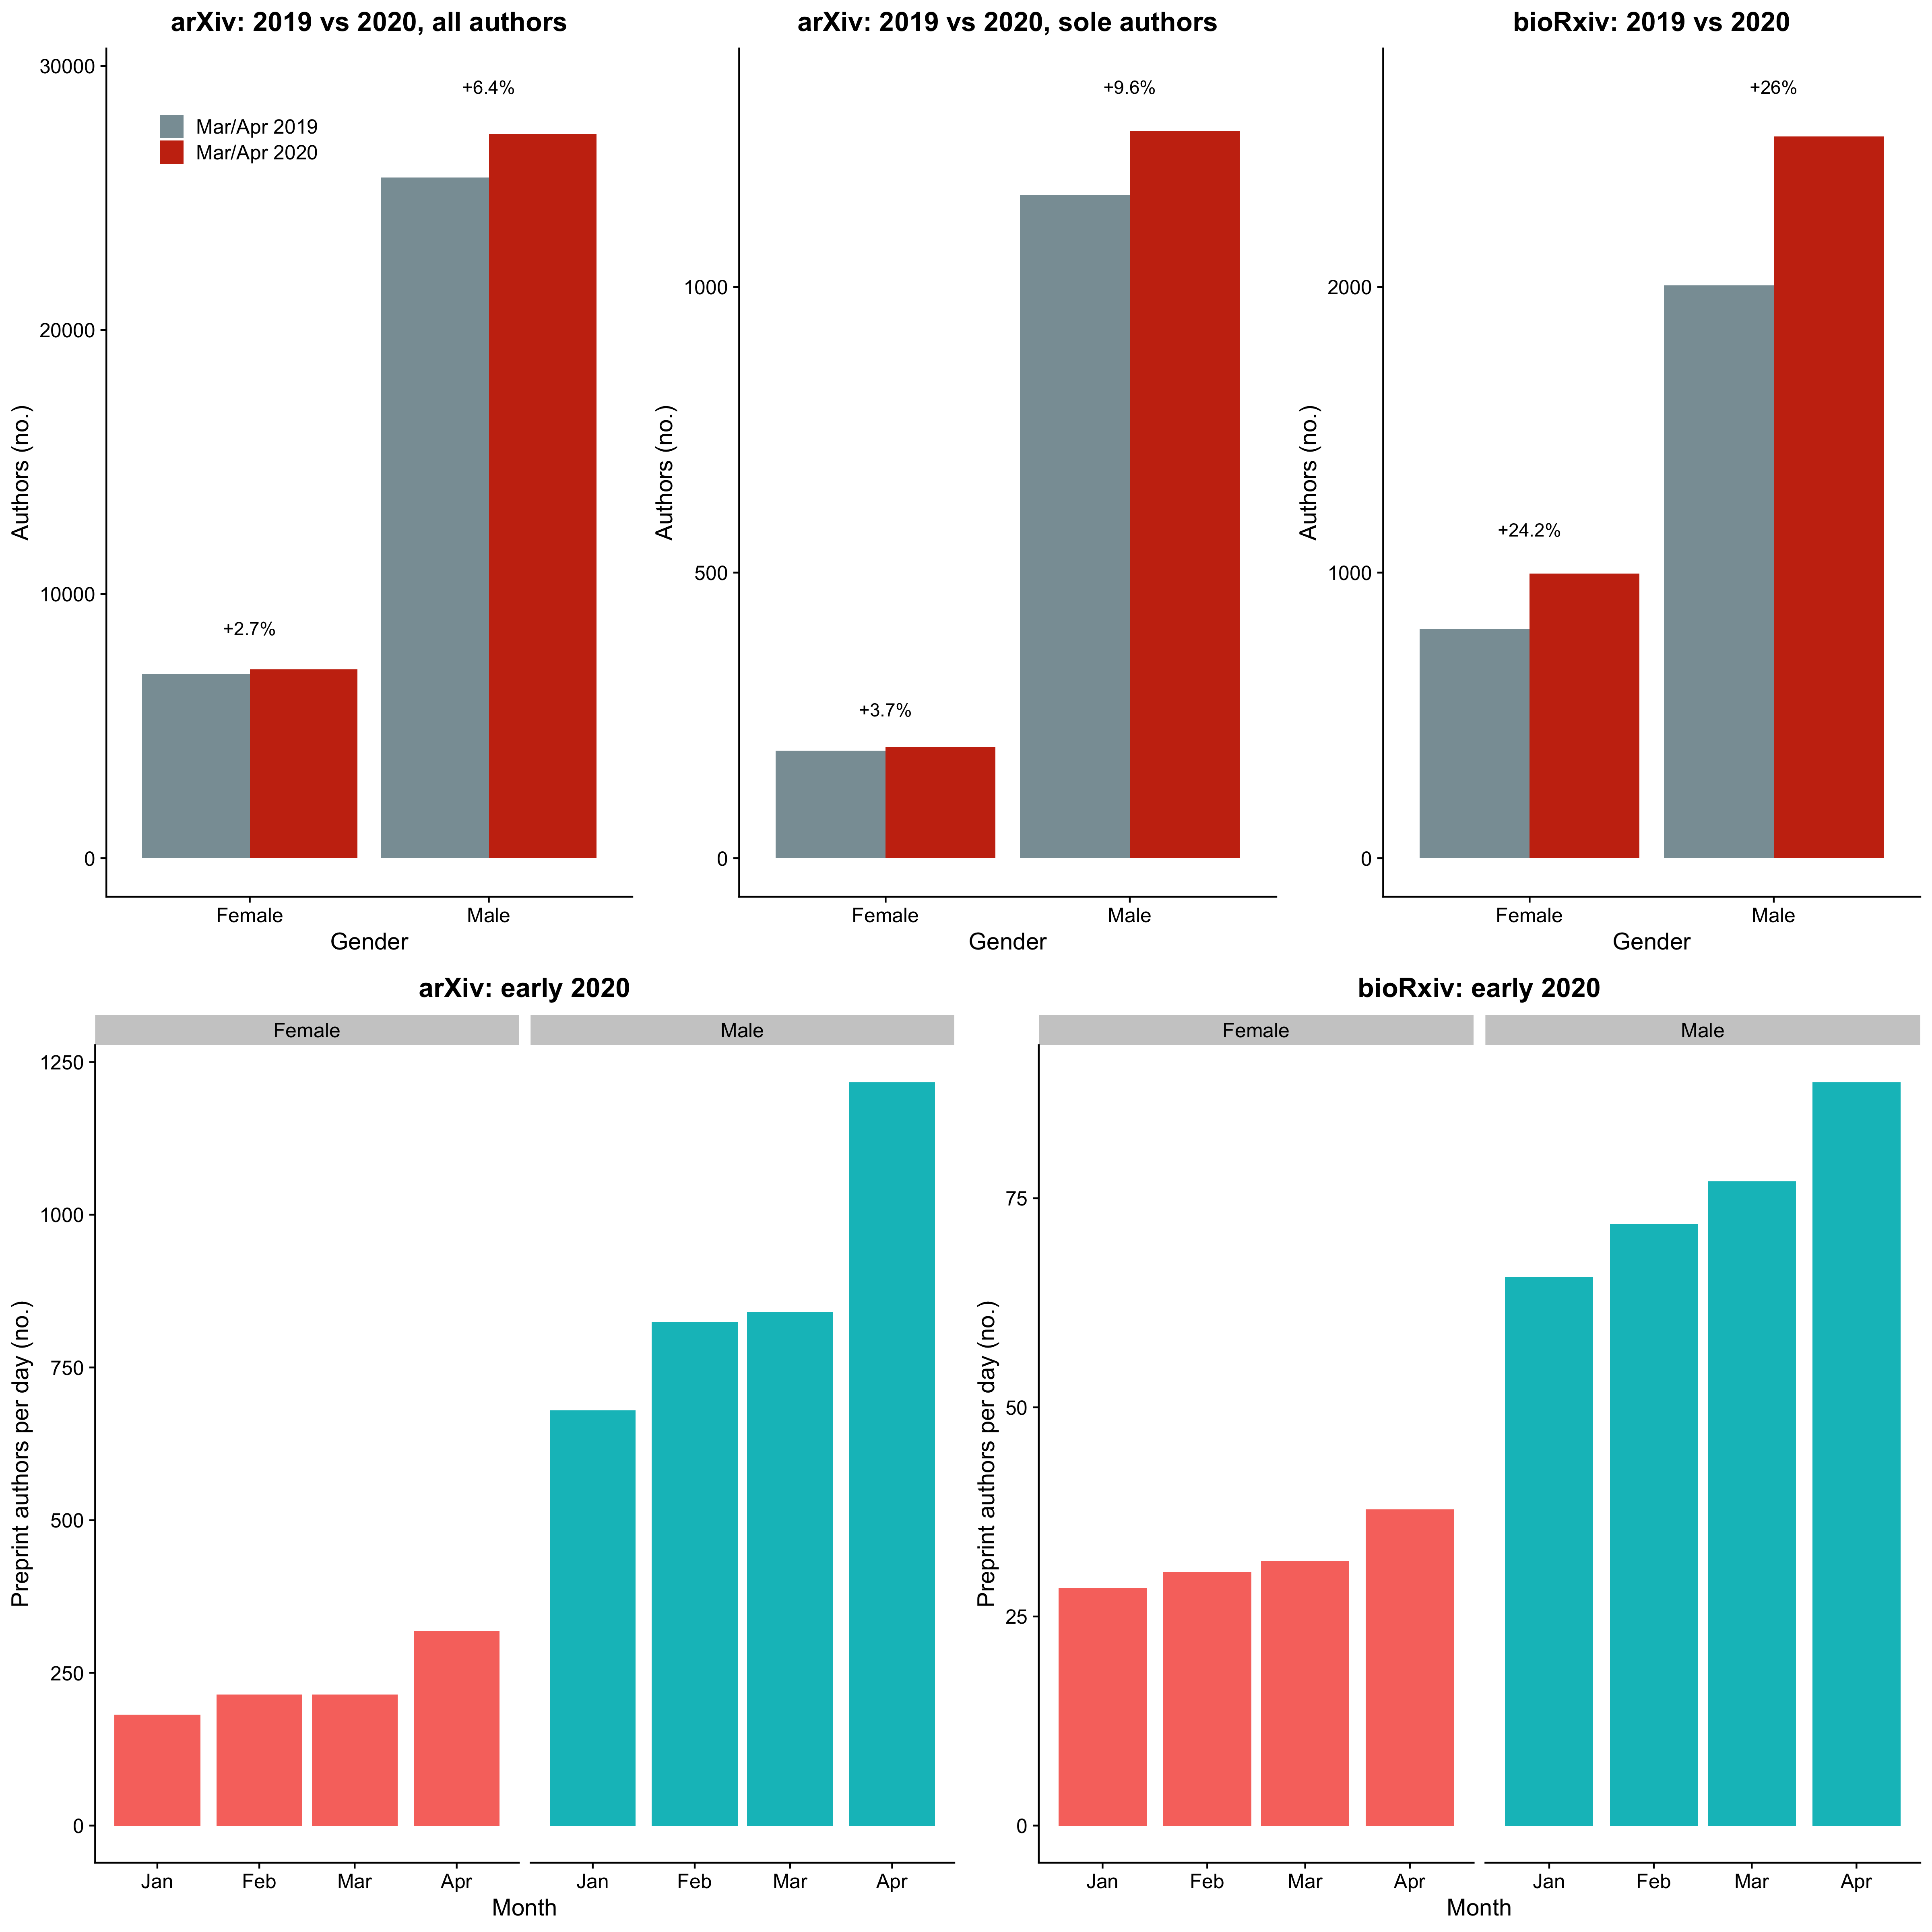 arXiv: 2019 vs 2020, all authors
30000
20000
10000
0
Authors (no.)
Mar/Apr 2019
Mar/Apr 2020
+2.7%
+6.4%
Female
Male
Gender
arXiv: 2019 vs 2020, sole authors
1000
500
0
Authors (no.)
+3.7%
+9.6%
Female
Male
Gender
bioRxiv: 2019 vs 2020
2000
1000
0
Authors (no.)
+24.2%
+26%
Female
Male
Gender
arXiv: early 2020
Female
Male
1250
1000
750
500
250
0
Preprint authors per day (no.)
Jan Feb Mar Apr
Jan Feb Mar Apr
Month
bioRxiv: early 2020
Female
Male
75
50
25
0
Preprint authors per day (no.)
Jan Feb Mar Apr
Jan Feb Mar Apr
Month